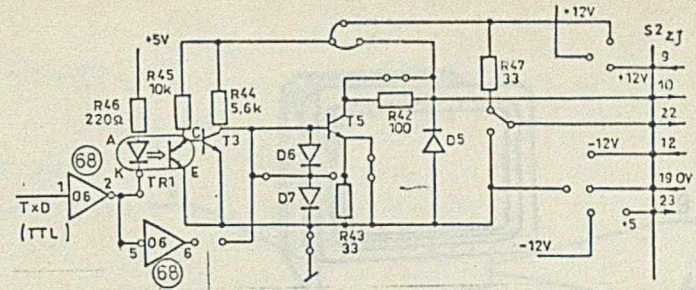 +12V
S2 zj
+5V
9
+12V
R45
10k
R44
5,6k
R47
33
10
R46
220Ω
T5
R42
100
22
A
C
T3
D5
-12V
12
D6
68
K
E
TR1
1
06
2
D7
19 0V
TxD
(TTL)
23
+5
R43
33
5
06
6
-12V
68